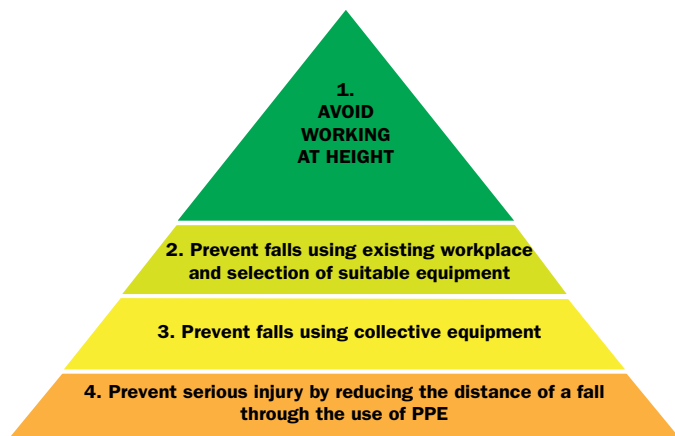 1.
AVOID
WORKING
AT HEIGHT
2. Prevent falls using existing workplace
and selection of suitable equipment
3. Prevent falls using collective equipment
4. Prevent serious injury by reducing the distance of a fall
through the use of PPE